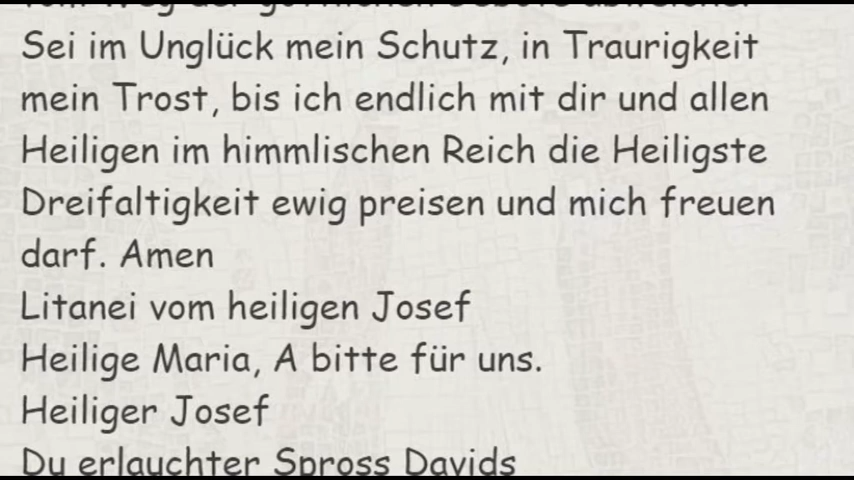 Sei im Unglück mein Schutz, in Traurigkeit
mein Trost, bis ich endlich mit dir und allen
Heiligen im himmlischen Reich die Heiligste
Dreifaltigkeit ewig preisen und mich freuen
darf. Amen
Litanei vom heiligen Josef
Heilige Maria, A bitte für uns.
Heiliger Josef
Du erlauchter Spross Davids